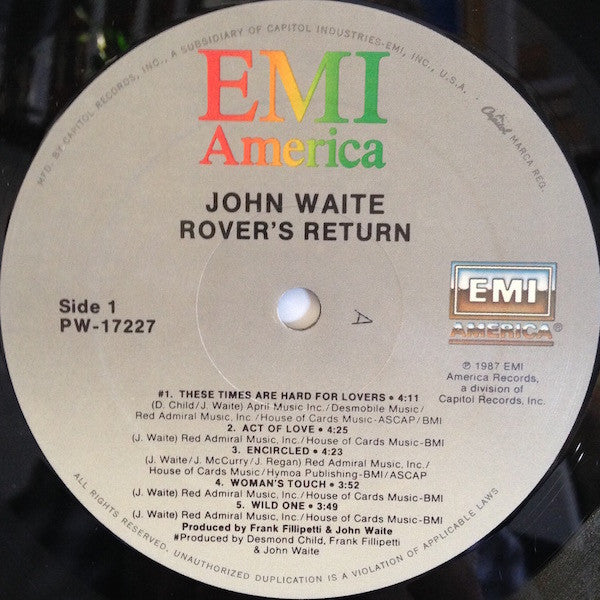 MFD. BY CAPITOL RECORDS, INC., A SUBSIDIARY OF CAPITOL INDUSTRIES-EMI, INC., U.S.A.
Capitol MARCA REG.
EMI
America
JOHN WAITE
ROVER'S RETURN
Side 1
PW-17227
EMI
AMERICA®
℗ 1987 EMI
America Records,
a division of
Capitol Records, Inc.
#1. THESE TIMES ARE HARD FOR LOVERS • 4:11
(D. Child/J. Waite) April Music Inc./Desmobile Music/
Red Admiral Music, Inc./House of Cards Music-ASCAP/BMI
2. ACT OF LOVE • 4:25
(J. Waite) Red Admiral Music, Inc./House of Cards Music-BMI
3. ENCIRCLED • 4:23
(J. Waite/J. McCurry/J. Regan) Red Admiral Music, Inc./
House of Cards Music/Hymoa Publishing-BMI/ASCAP
4. WOMAN'S TOUCH • 3:52
(J. Waite) Red Admiral Music, Inc./House of Cards Music-BMI
5. WILD ONE • 3:49
(J. Waite) Red Admiral Music, Inc./House of Cards Music-BMI
Produced by Frank Fillipetti & John Waite
#Produced by Desmond Child, Frank Fillipetti
& John Waite
ALL RIGHTS RESERVED. UNAUTHORIZED DUPLICATION IS A VIOLATION OF APPLICABLE LAWS